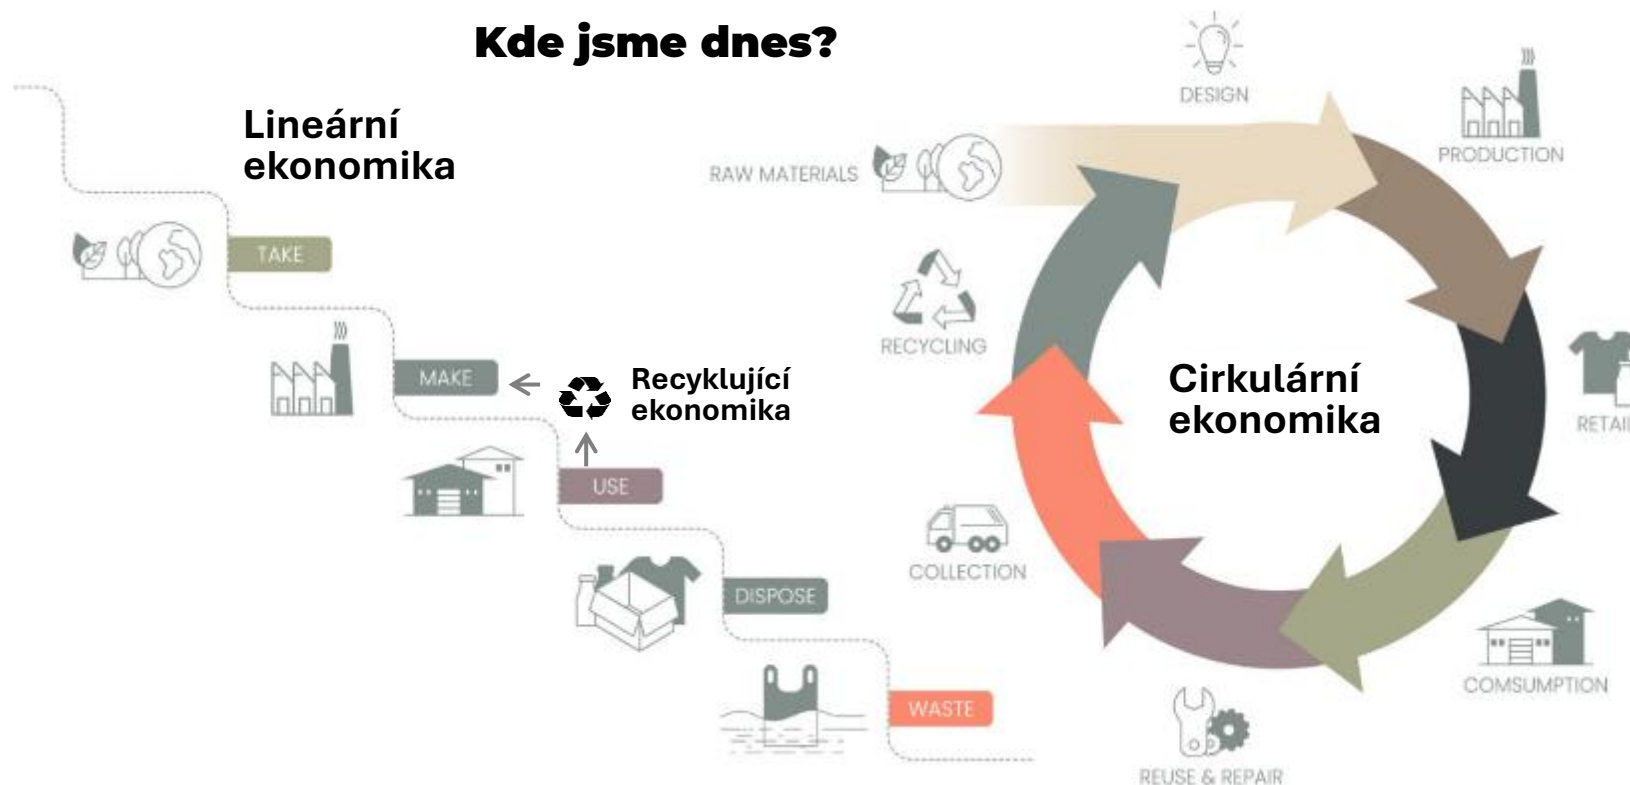 Kde jsme dnes?
Lineární
ekonomika
TAKE
MAKE
Recyklující
ekonomika
USE
DISPOSE
WASTE
DESIGN
PRODUCTION
RAW MATERIALS
RECYCLING
Cirkulární
ekonomika
RETAIL
COLLECTION
COMSUMPTION
REUSE & REPAIR